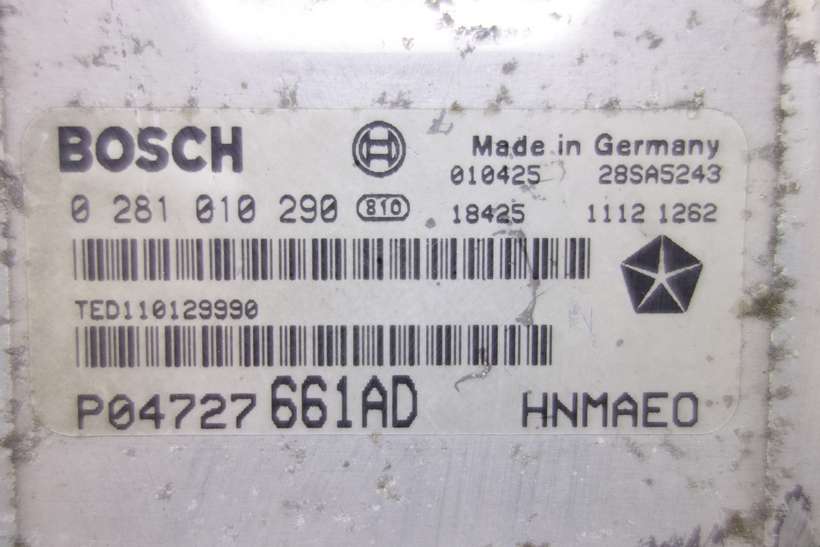 BOSCH
Made in Germany
010425 28SA5243
0 281 010 290 810 18425 1112 1262
TED110129990
P04727661AD HNMAEO